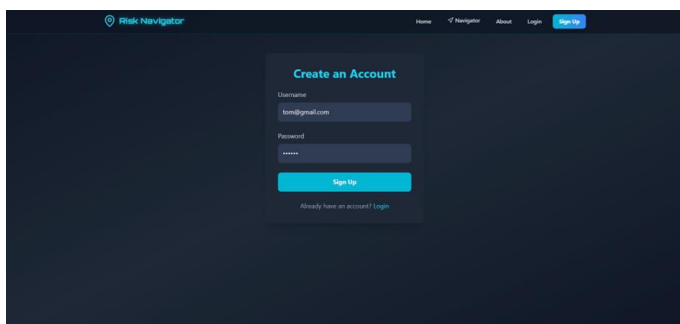 Risk Navigator
Home Navigator About Login Sign Up
Create an Account
Username
tom@gmail.com
Password
••••••
Sign Up
Already have an account? Login